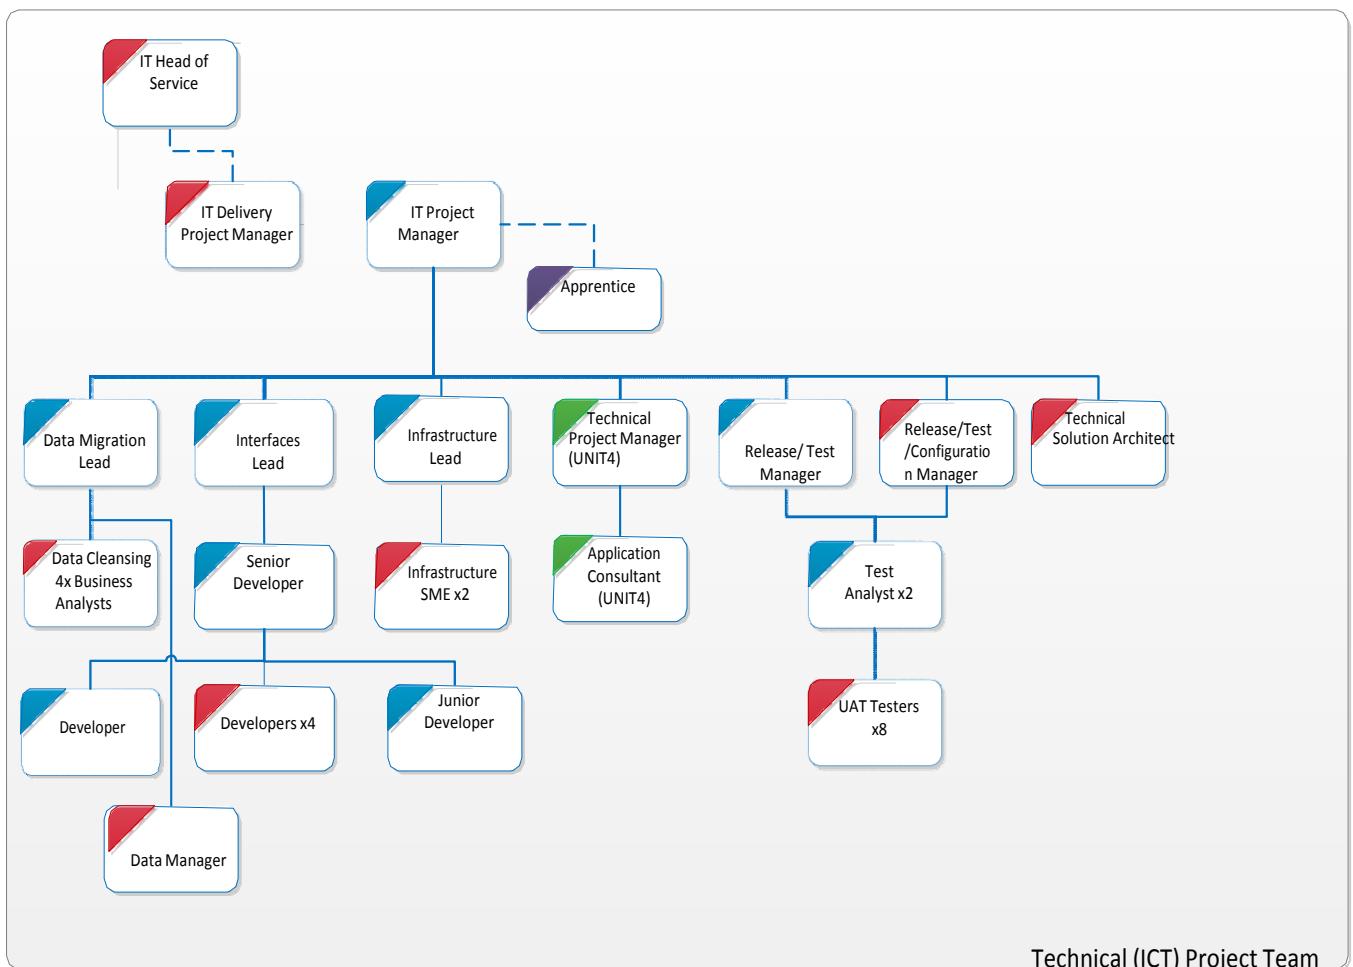 IT Head of
Service
IT Delivery
Project Manager
IT Project
Manager
Apprentice
Data Migration
Lead
Interfaces
Lead
Infrastructure
Lead
Technical
Project Manager
(UNIT4)
Release/ Test
Manager
Release/Test
/Configuratio
n Manager
Technical
Solution Architect
Data Cleansing
4x Business
Analysts
Senior
Developer
Infrastructure
SME x2
Application
Consultant
(UNIT4)
Test
Analyst x2
Developer
Developers x4
Junior
Developer
UAT Testers
x8
Data Manager
Technical (ICT) Project Team